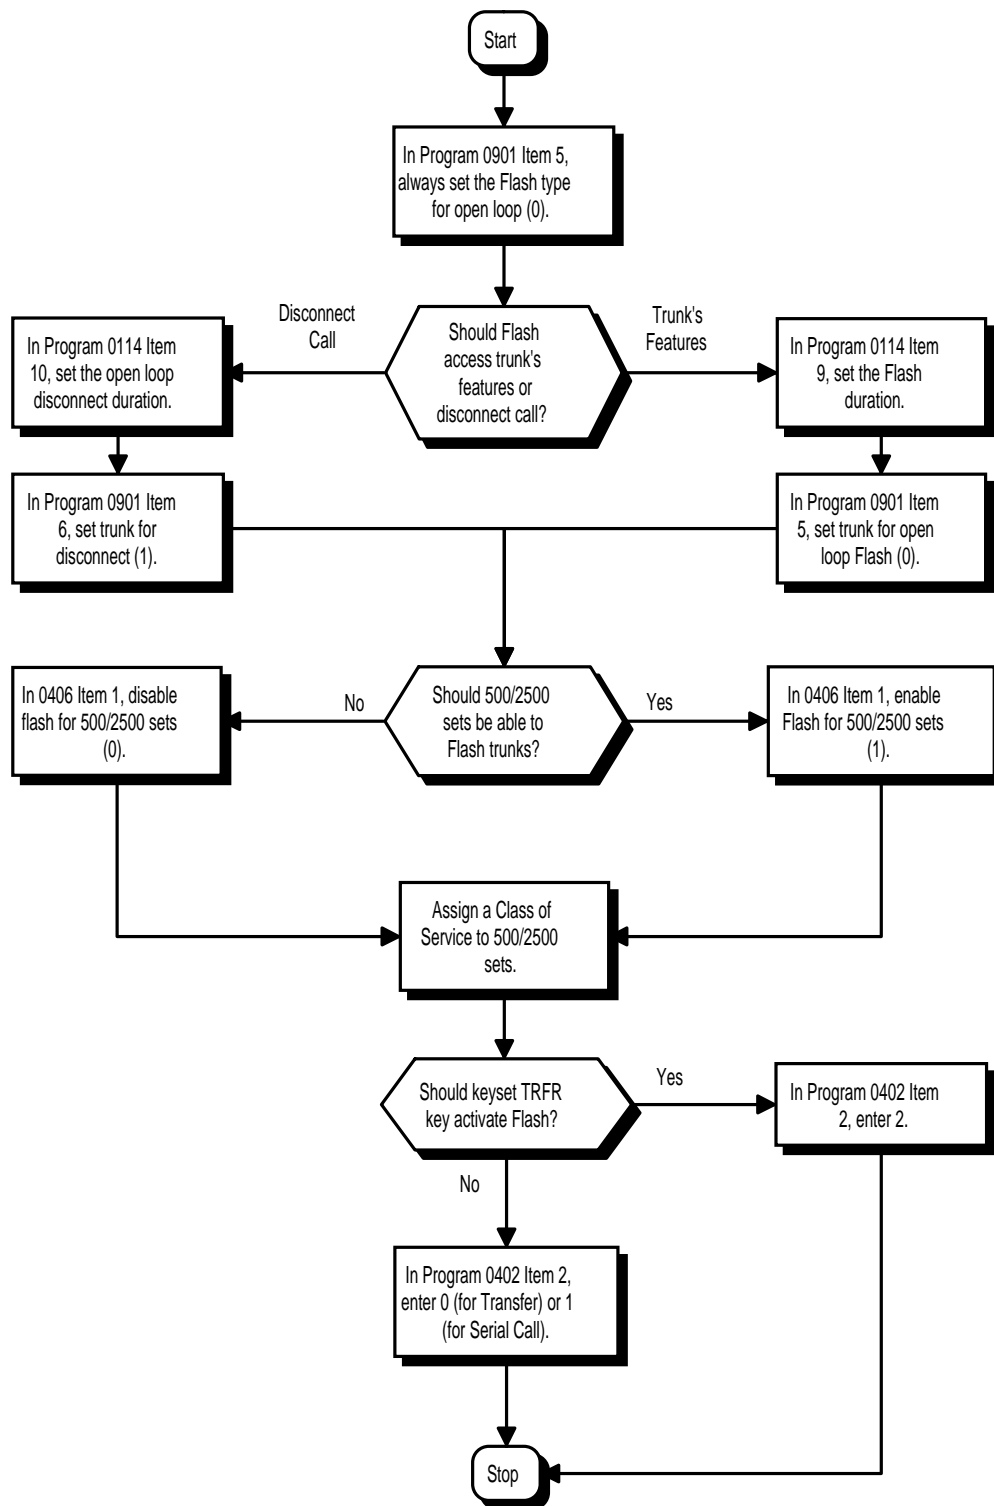 Start
In Program 0901 Item 5,
always set the Flash type
for open loop (0).
Disconnect
Call
Should Flash
access trunk's
features or
disconnect call?
Trunk's
Features
In Program 0114 Item
10, set the open loop
disconnect duration.
In Program 0114 Item
9, set the Flash
duration.
In Program 0901 Item
6, set trunk for
disconnect (1).
In Program 0901 Item
5, set trunk for open
loop Flash (0).
In 0406 Item 1, disable
flash for 500/2500 sets
(0).
No
Should 500/2500
sets be able to
Flash trunks?
Yes
In 0406 Item 1, enable
Flash for 500/2500 sets
(1).
Assign a Class of
Service to 500/2500
sets.
Should keyset TRFR
key activate Flash?
Yes
In Program 0402 Item
2, enter 2.
No
In Program 0402 Item 2,
enter 0 (for Transfer) or 1
(for Serial Call).
Stop